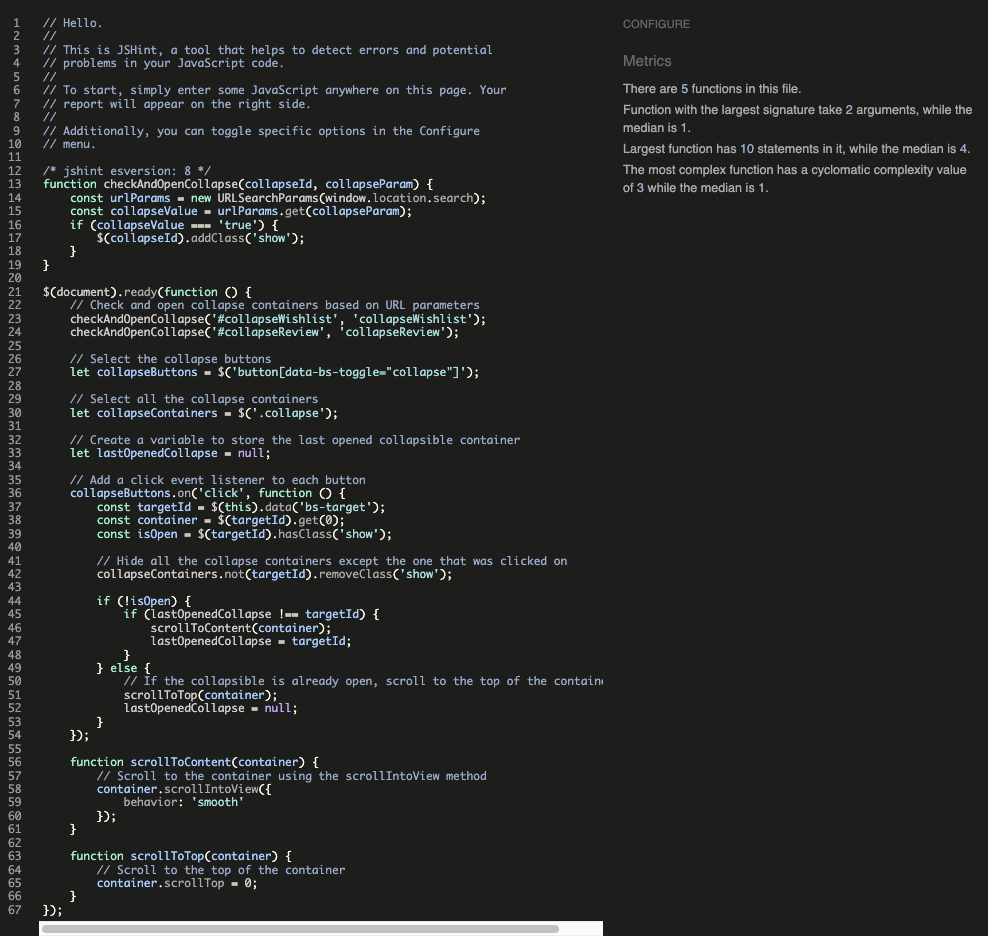 1 // Hello.
2 //
3 // This is JSHint, a tool that helps to detect errors and potential
4 // problems in your JavaScript code.
5 //
6 // To start, simply enter some JavaScript anywhere on this page. Your
7 // report will appear on the right side.
8 //
9 // Additionally, you can toggle specific options in the Configure
10 // menu.
11
12 /* jshint esversion: 8 */
13 function checkAndOpenCollapse(collapseId, collapseParam) {
14     const urlParams = new URLSearchParams(window.location.search);
15     const collapseValue = urlParams.get(collapseParam);
16     if (collapseValue === 'true') {
17         $(collapseId).addClass('show');
18     }
19 }
20
21 $(document).ready(function () {
22     // Check and open collapse containers based on URL parameters
23     checkAndOpenCollapse('#collapseWishlist', 'collapseWishlist');
24     checkAndOpenCollapse('#collapseReview', 'collapseReview');
25
26     // Select the collapse buttons
27     let collapseButtons = $('button[data-bs-toggle="collapse"]');
28
29     // Select all the collapse containers
30     let collapseContainers = $('.collapse');
31
32     // Create a variable to store the last opened collapsible container
33     let lastOpenedCollapse = null;
34
35     // Add a click event listener to each button
36     collapseButtons.on('click', function () {
37         const targetId = $(this).data('bs-target');
38         const container = $(targetId).get(0);
39         const isOpen = $(targetId).hasClass('show');
40
41         // Hide all the collapse containers except the one that was clicked on
42         collapseContainers.not(targetId).removeClass('show');
43
44         if (!isOpen) {
45             if (lastOpenedCollapse !== targetId) {
46                 scrollToContent(container);
47                 lastOpenedCollapse = targetId;
48             }
49         } else {
50             // If the collapsible is already open, scroll to the top of the containe
51             scrollToTop(container);
52             lastOpenedCollapse = null;
53         }
54     });
55
56     function scrollToContent(container) {
57         // Scroll to the container using the scrollIntoView method
58         container.scrollIntoView({
59             behavior: 'smooth'
60         });
61     }
62
63     function scrollToTop(container) {
64         // Scroll to the top of the container
65         container.scrollTop = 0;
66     }
67 });
CONFIGURE
Metrics
There are 5 functions in this file.
Function with the largest signature take 2 arguments, while the
median is 1.
Largest function has 10 statements in it, while the median is 4.
The most complex function has a cyclomatic complexity value
of 3 while the median is 1.